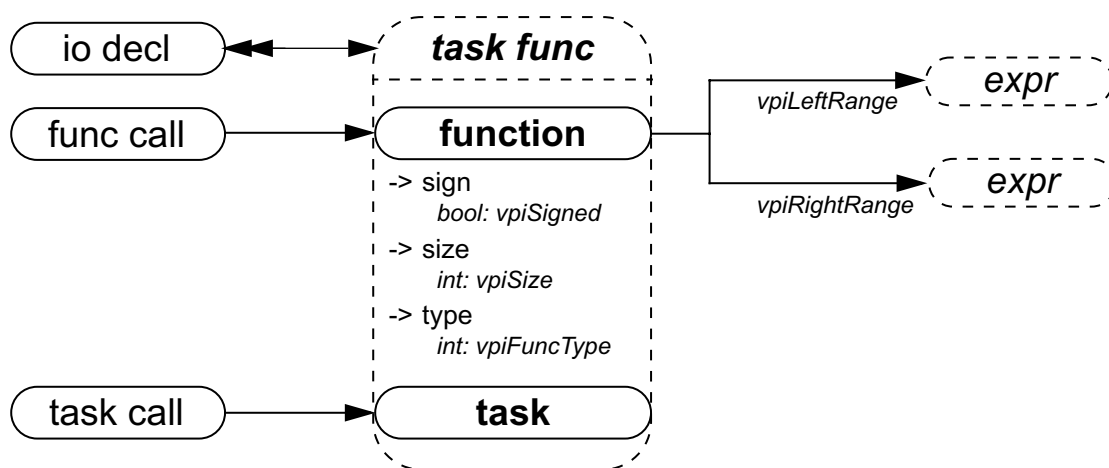 io decl
task func
expr
vpiLeftRange
func call
function
expr
vpiRightRange
-> sign
bool: vpiSigned
-> size
int: vpiSize
-> type
int: vpiFuncType
task call
task